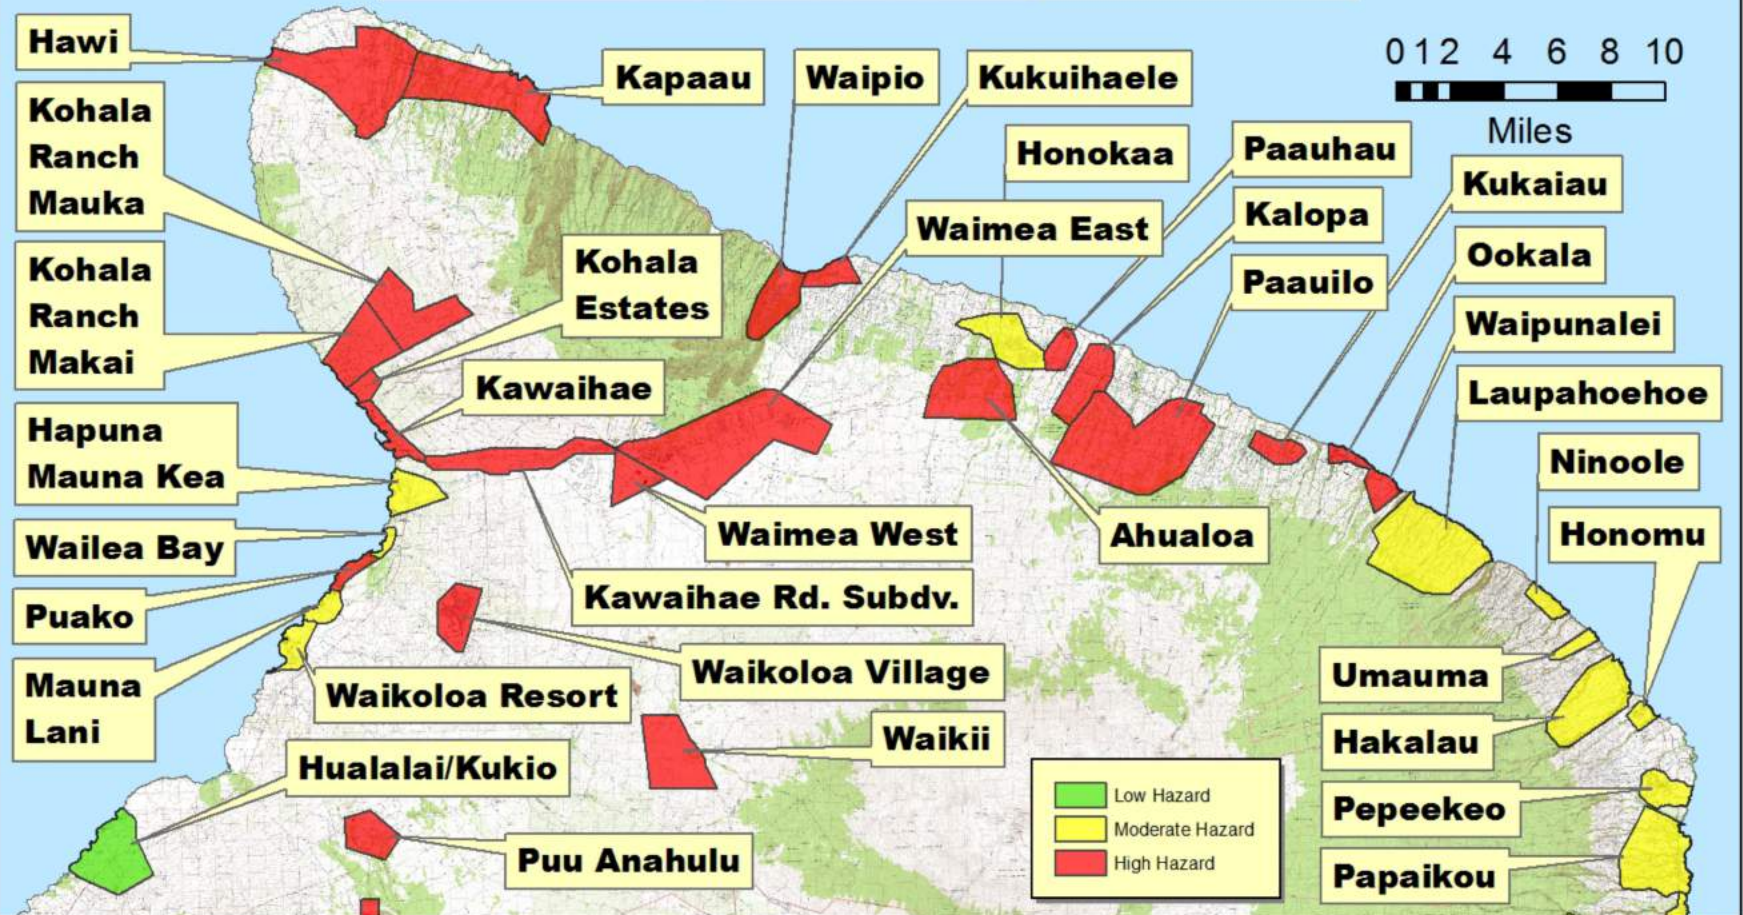 Hawi
Kohala
Ranch
Mauka
Kohala
Ranch
Makai
Hapuna
Mauna Kea
Wailea Bay
Puako
Mauna
Lani
Kapaau
Waipio
Kukuihaele
0 1 2 4 6 8 10
Miles
Honokaa
Paauhau
Kukaiau
Waimea East
Kalopa
Kohala
Estates
Ookala
Paauilo
Waipunalei
Kawaihae
Laupahoehoe
Ninoole
Waimea West
Ahualoa
Honomu
Kawaihae Rd. Subdv.
Waikoloa Village
Waikoloa Resort
Umauma
Waikii
Hakalau
Hualalai/Kukio
Low Hazard
Moderate Hazard
High Hazard
Pepeekeo
Puu Anahulu
Papaikou